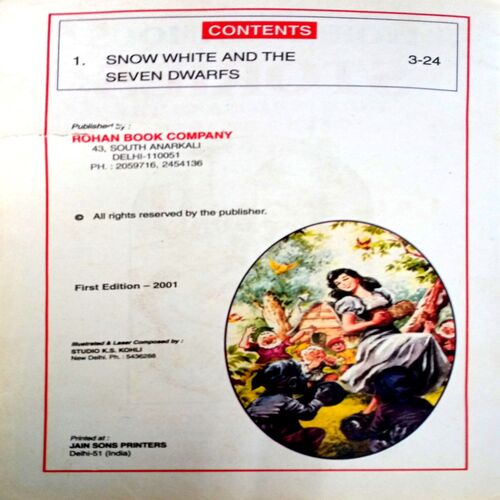 CONTENTS
1. SNOW WHITE AND THE 3-24
SEVEN DWARFS
Published by :
ROHAN BOOK COMPANY
43, SOUTH ANARKALI
DELHI-110051
PH. : 2059716, 2454136
© All rights reserved by the publisher.
First Edition – 2001
Illustrated & Laser Composed by :
STUDIO K.S. KOHLI
New Delhi. Ph. : 5436288
Printed at :
JAIN SONS PRINTERS
Delhi-51 (India)